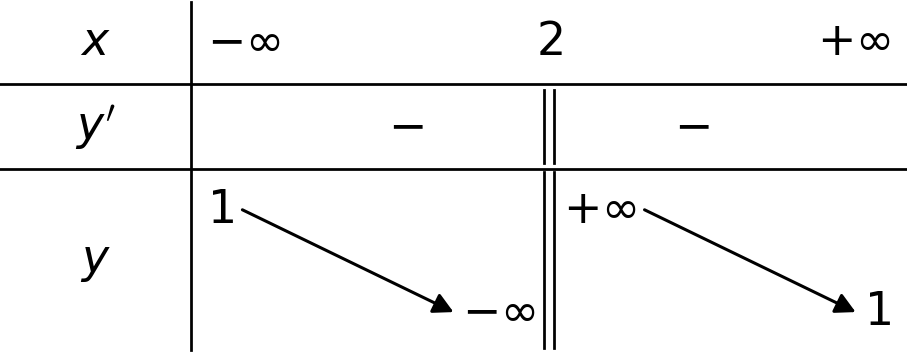 x −∞ 2 +∞
y′ − −
1 +∞
y
−∞ 1